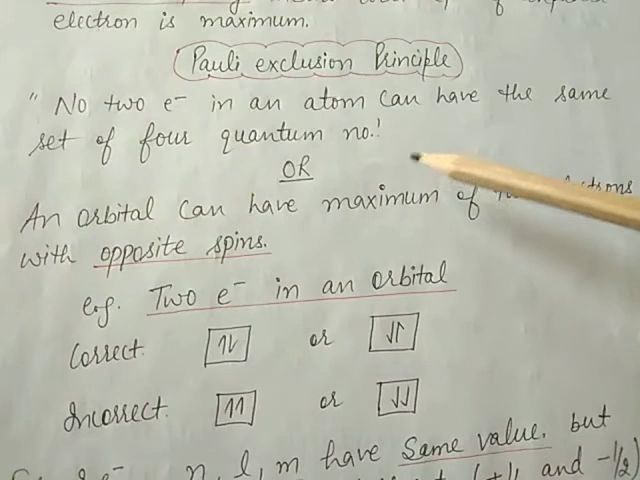 electron is maximum.
Pauli exclusion Principle
" No two e⁻ in an atom can have the same
set of four quantum no.!
OR
An orbital can have maximum of
with opposite spins.
e.g. Two e⁻ in an orbital
Correct. ↿⇂ or ⇃↾
Incorrect. ↿↿ or ⇃⇃
n, l, m have same value. but
and -1/2)